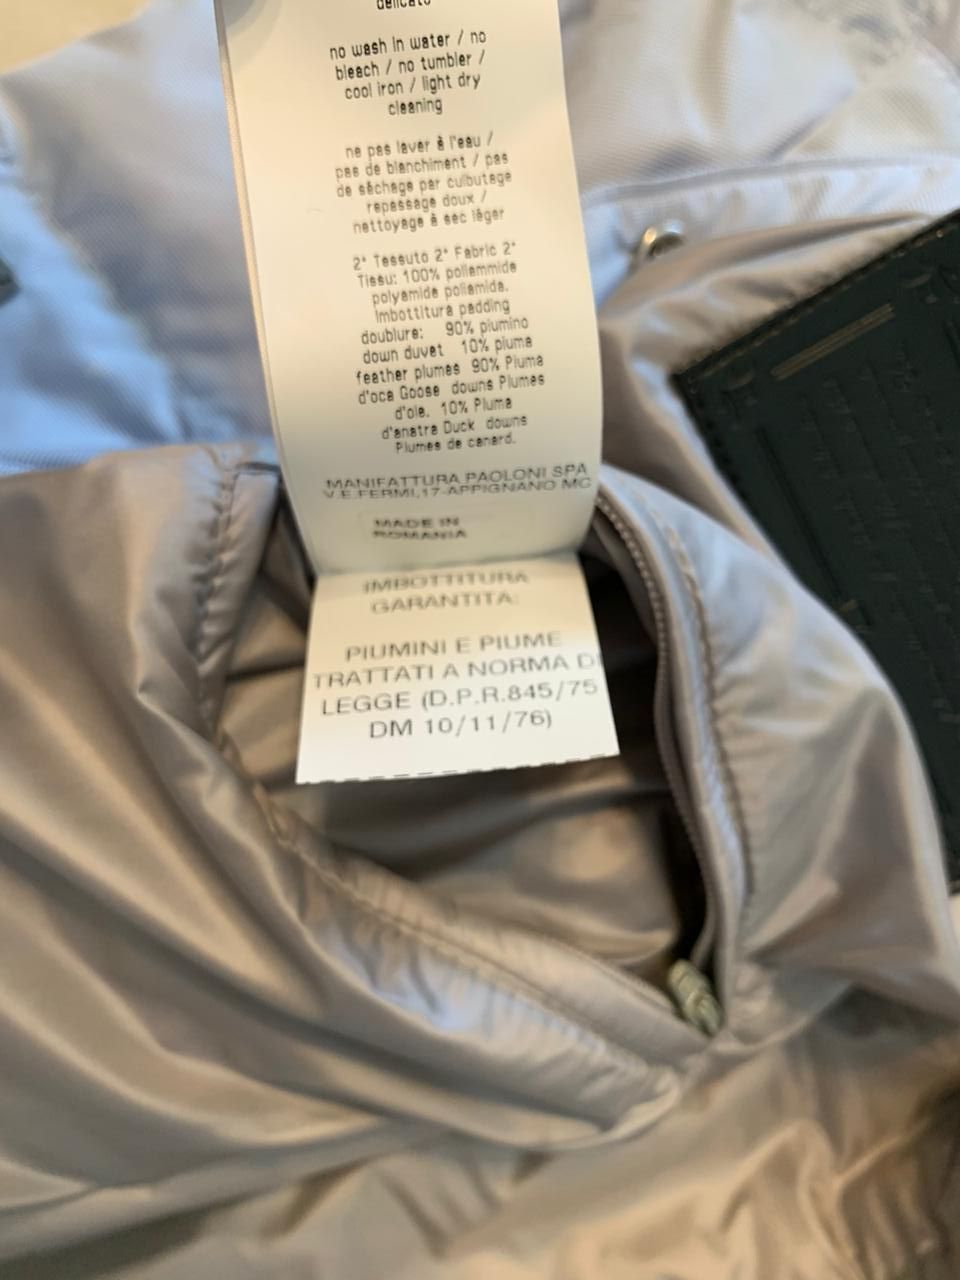 delicato
no wash in water / no
bleach / no tumbler /
cool iron / light dry
cleaning
ne pas laver à l'eau /
pas de blanchiment / pas
de sèchage par culbutage
repassage doux /
nettoyage à sec lèger
2° Tessuto 2° Fabric 2°
Tissu: 100% poliammide
polyamide poliamida.
Imbottitura padding
doublure: 90% piumino
down duvet 10% piuma
feather plumes 90% Piuma
d'oca Goose downs Plumes
d'oie. 10% Piuma
d'anatra Duck downs
Plumes de canard.
MANIFATTURA PAOLONI SPA
V.E.FERMI,17-APPIGNANO MC
MADE IN
ROMANIA
IMBOTTITURA
GARANTITA:
PIUMINI E PIUME
TRATTATI A NORMA DI
LEGGE (D.P.R.845/75
DM 10/11/76)